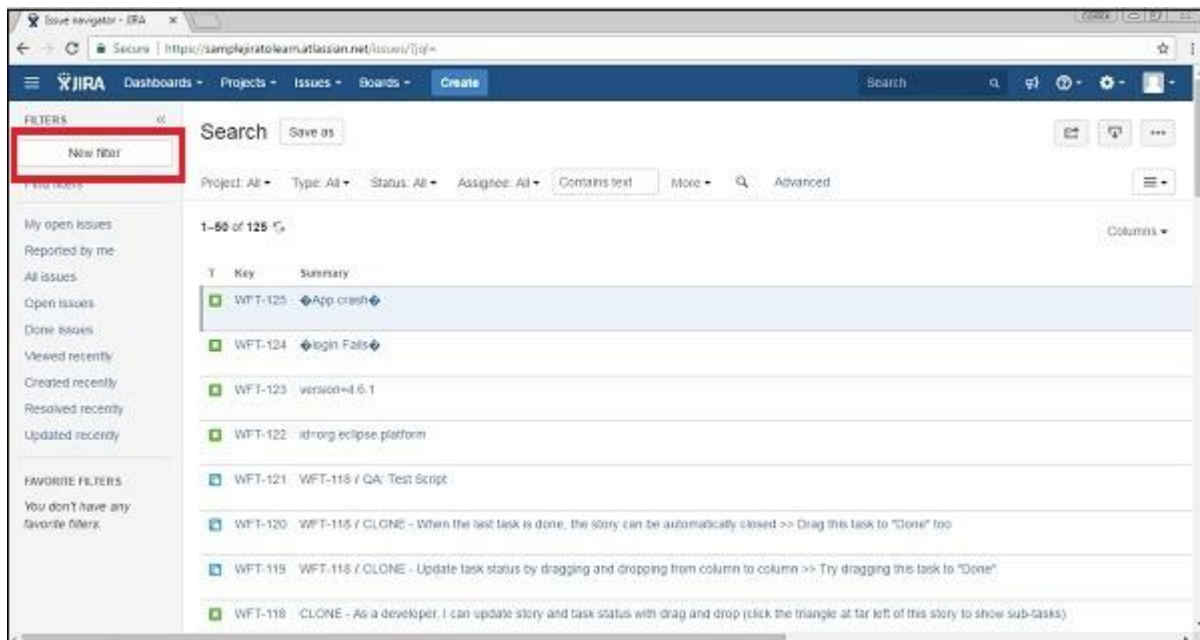 Issue navigator - JIRA
Secure | https://samplejiratolearn.atlassian.net/issues/?jql=
JIRA Dashboards Projects Issues Boards Create Search
FILTERS
New filter
Find filters
My open issues
Reported by me
All issues
Open issues
Done issues
Viewed recently
Created recently
Resolved recently
Updated recently
FAVORITE FILTERS
You don't have any
favorite filters.
Search Save as
Project: All Type: All Status: All Assignee: All Contains text More Advanced
1–50 of 125
Columns
T Key Summary
WFT-125 �App crash�
WFT-124 �login Fails�
WFT-123 version=4.6.1
WFT-122 id=org.eclipse.platform
WFT-121 WFT-118 / QA: Test Script
WFT-120 WFT-118 / CLONE - When the last task is done, the story can be automatically closed >> Drag this task to "Done" too
WFT-119 WFT-118 / CLONE - Update task status by dragging and dropping from column to column >> Try dragging this task to "Done"
WFT-118 CLONE - As a developer, I can update story and task status with drag and drop (click the triangle at far left of this story to show sub-tasks)